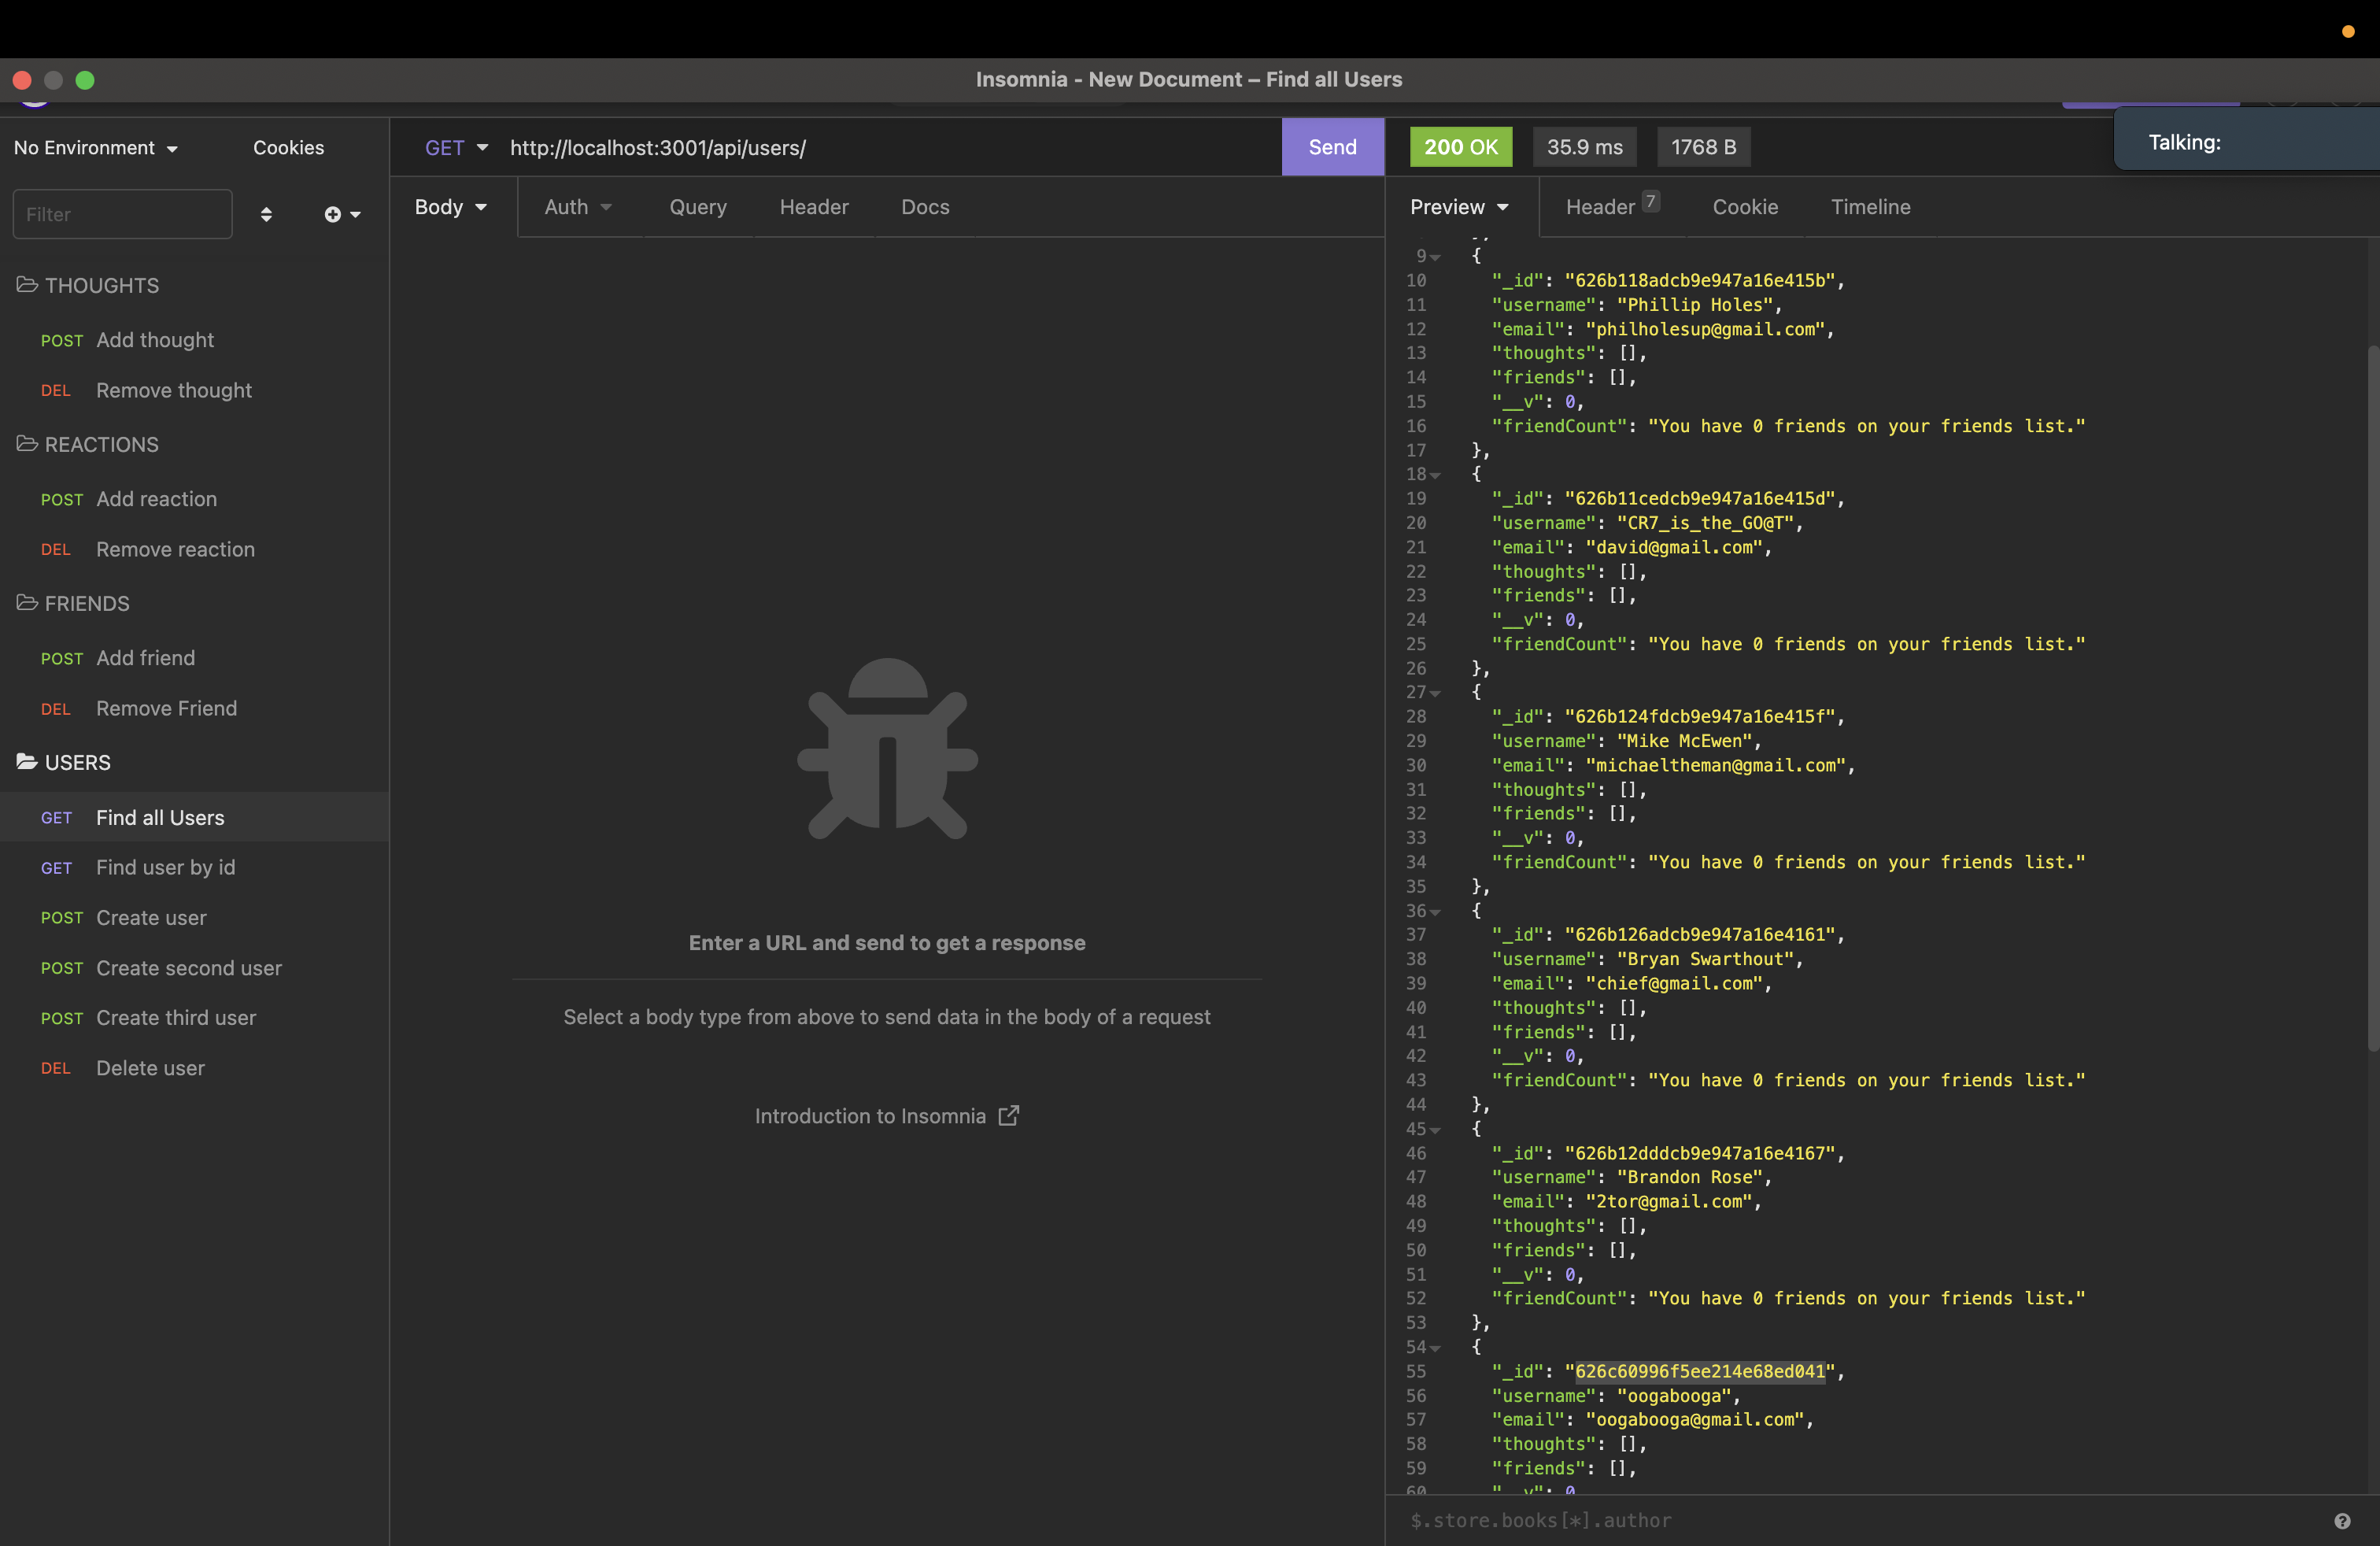 Insomnia - New Document – Find all Users
No Environment
Cookies
GET
http://localhost:3001/api/users/
Send
200 OK
35.9 ms
1768 B
Talking:
Filter
Body
Auth
Query
Header
Docs
Preview
Header 7
Cookie
Timeline
THOUGHTS
POST Add thought
DEL Remove thought
REACTIONS
POST Add reaction
DEL Remove reaction
FRIENDS
POST Add friend
DEL Remove Friend
USERS
GET Find all Users
GET Find user by id
POST Create user
POST Create second user
POST Create third user
DEL Delete user
Enter a URL and send to get a response
Select a body type from above to send data in the body of a request
Introduction to Insomnia
},
9 {
10 "_id": "626b118adcb9e947a16e415b",
11 "username": "Phillip Holes",
12 "email": "philholesup@gmail.com",
13 "thoughts": [],
14 "friends": [],
15 "__v": 0,
16 "friendCount": "You have 0 friends on your friends list."
17 },
18 {
19 "_id": "626b11cedcb9e947a16e415d",
20 "username": "CR7_is_the_GO@T",
21 "email": "david@gmail.com",
22 "thoughts": [],
23 "friends": [],
24 "__v": 0,
25 "friendCount": "You have 0 friends on your friends list."
26 },
27 {
28 "_id": "626b124fdcb9e947a16e415f",
29 "username": "Mike McEwen",
30 "email": "michaeltheman@gmail.com",
31 "thoughts": [],
32 "friends": [],
33 "__v": 0,
34 "friendCount": "You have 0 friends on your friends list."
35 },
36 {
37 "_id": "626b126adcb9e947a16e4161",
38 "username": "Bryan Swarthout",
39 "email": "chief@gmail.com",
40 "thoughts": [],
41 "friends": [],
42 "__v": 0,
43 "friendCount": "You have 0 friends on your friends list."
44 },
45 {
46 "_id": "626b12dddcb9e947a16e4167",
47 "username": "Brandon Rose",
48 "email": "2tor@gmail.com",
49 "thoughts": [],
50 "friends": [],
51 "__v": 0,
52 "friendCount": "You have 0 friends on your friends list."
53 },
54 {
55 "_id": "626c60996f5ee214e68ed041",
56 "username": "oogabooga",
57 "email": "oogabooga@gmail.com",
58 "thoughts": [],
59 "friends": [],
60 "__v": 0
$.store.books[*].author